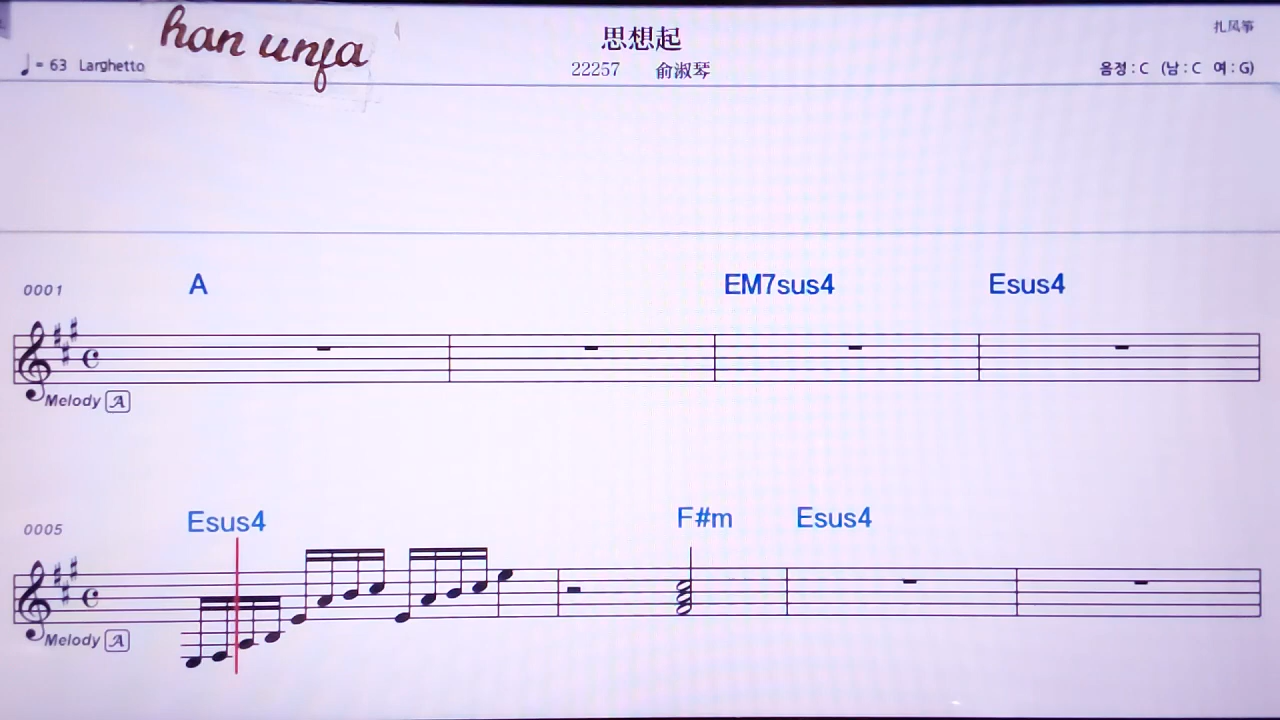 han unfa
思想起
扎风筝
♩= 63 Larghetto
22257 俞淑琴
음정 : C (남 : C 여 : G)
0001
A EM7sus4 Esus4
Melody A
0005
Esus4 F#m Esus4
Melody A